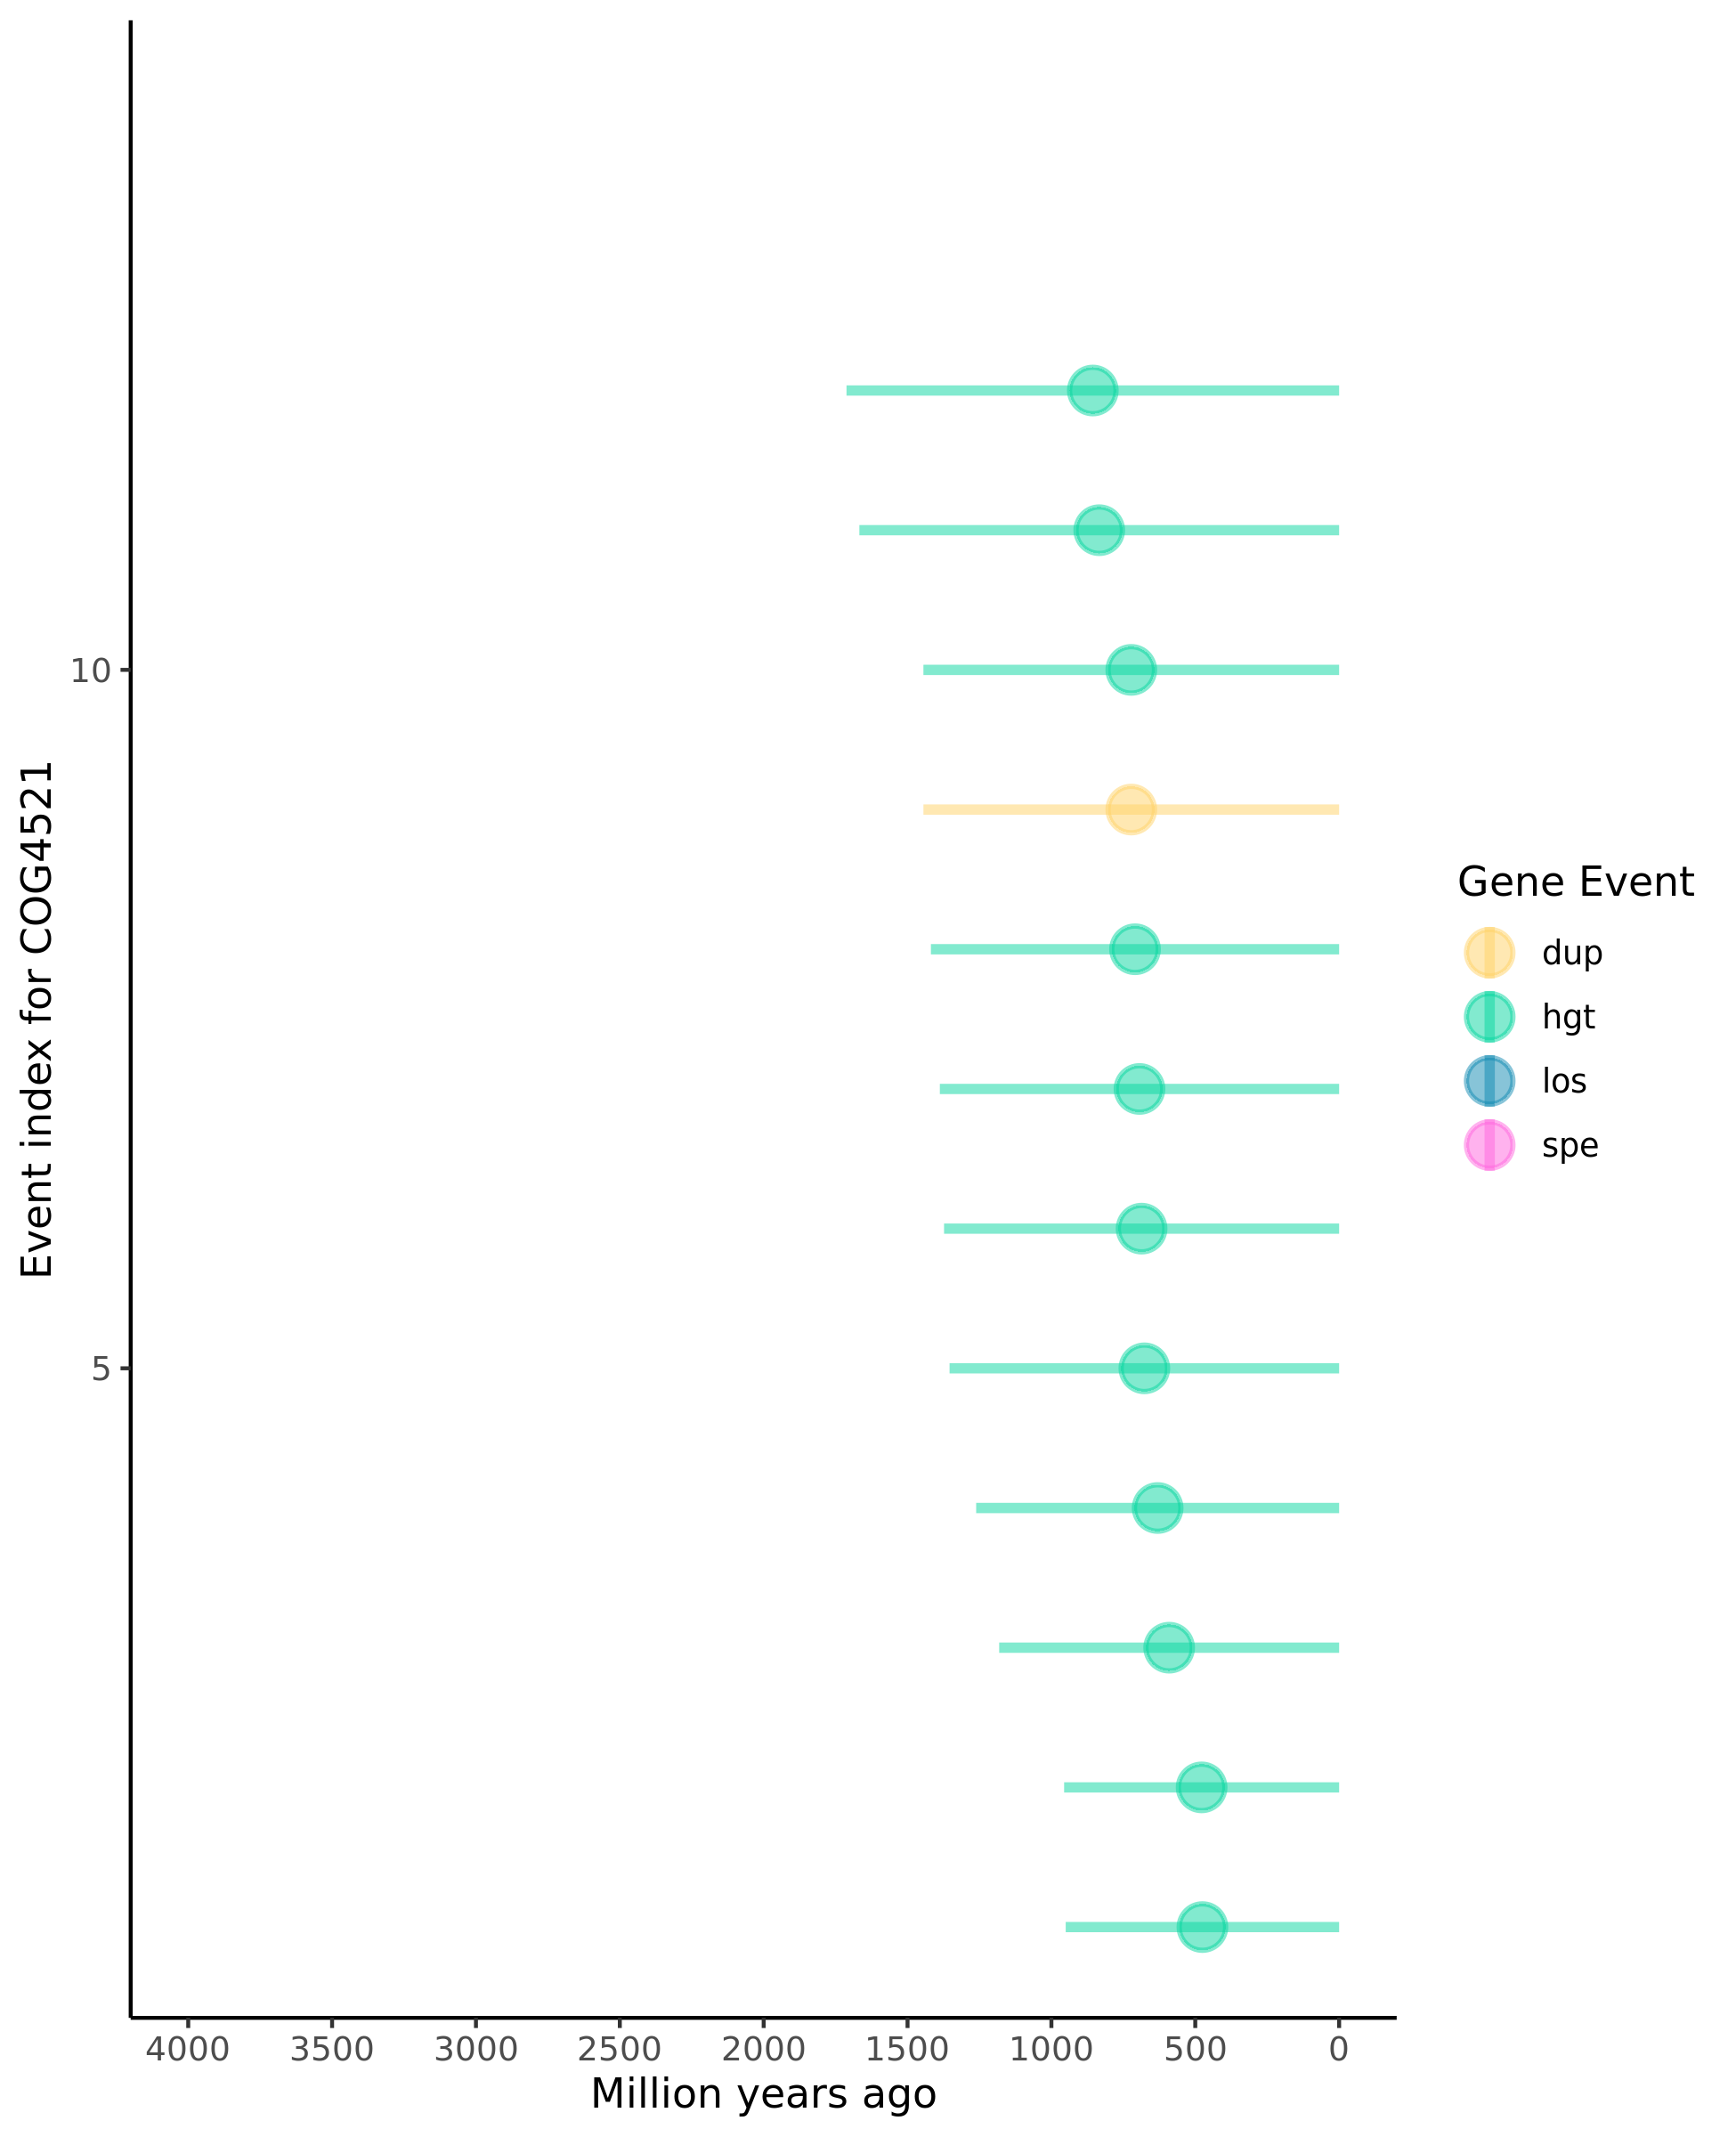 Event index for COG4521
10
5
4000 3500 3000 2500 2000 1500 1000 500 0
Million years ago
Gene Event
dup
hgt
los
spe